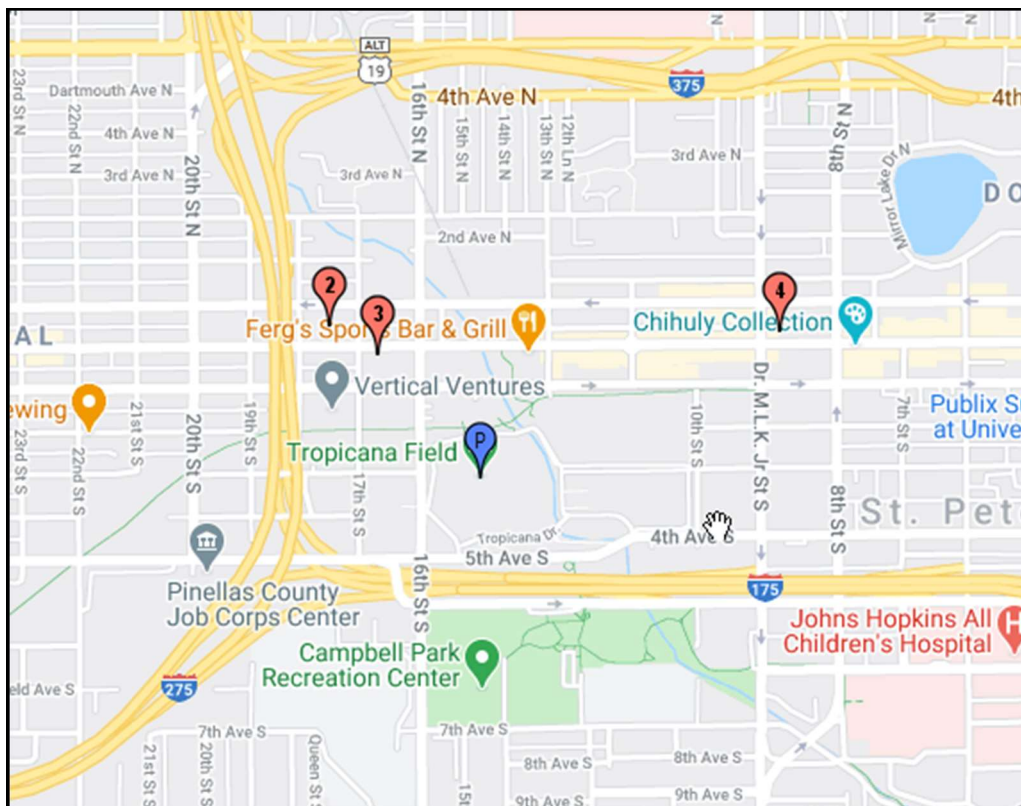 N
N
N
ALT
19
375
23rd St N
Dartmouth Ave N
22nd St N
4th Ave N
3rd Ave N
20th St N
16th St N
4th Ave N
4th
15th St N
14th St N
13th St N
12th Ln N
3rd Ave N
8th St N
Mirror Lake Dr N
DO
3rd Ave N
2nd Ave N
2
3
4
AL
Ferg's Sports Bar & Grill
Chihuly Collection
Vertical Ventures
ewing
23rd St S
22nd St S
21st St S
20th St S
19th St S
17th St S
Tropicana Field
P
10th St S
Dr. M.L.K. Jr St S
8th St S
7th St S
Publix S
at Unive
St. Pet
Tropicana Dr.
5th Ave S
4th Ave S
16th St S
175
Pinellas County
Job Corps Center
Campbell Park
Recreation Center
Johns Hopkins All
Children's Hospital
H
275
eld Ave S
7th Ave S
7th Ave S
21st St S
20th St S
Queen St S
15t
8th Ave S
8th Ave S
9th Ave S
9th Ave S